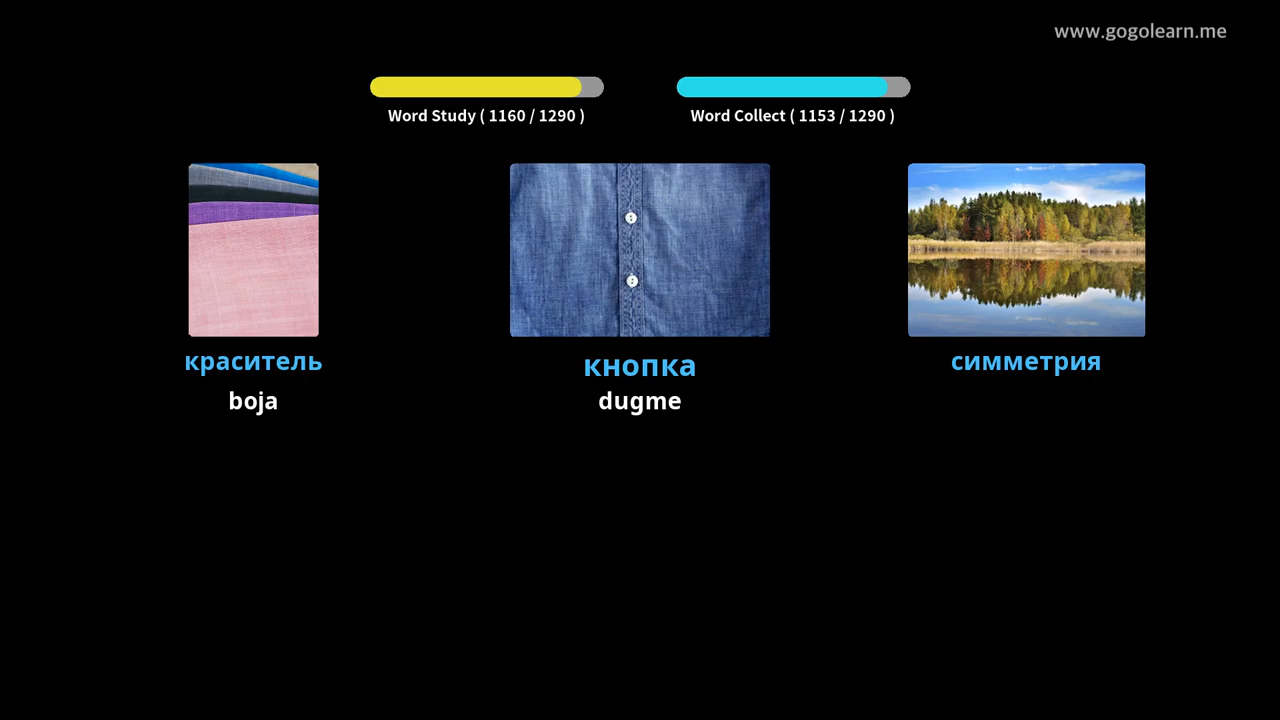 www.gogolearn.me
Word Study ( 1160 / 1290 )
Word Collect ( 1153 / 1290 )
краситель
кнопка
симметрия
boja
dugme